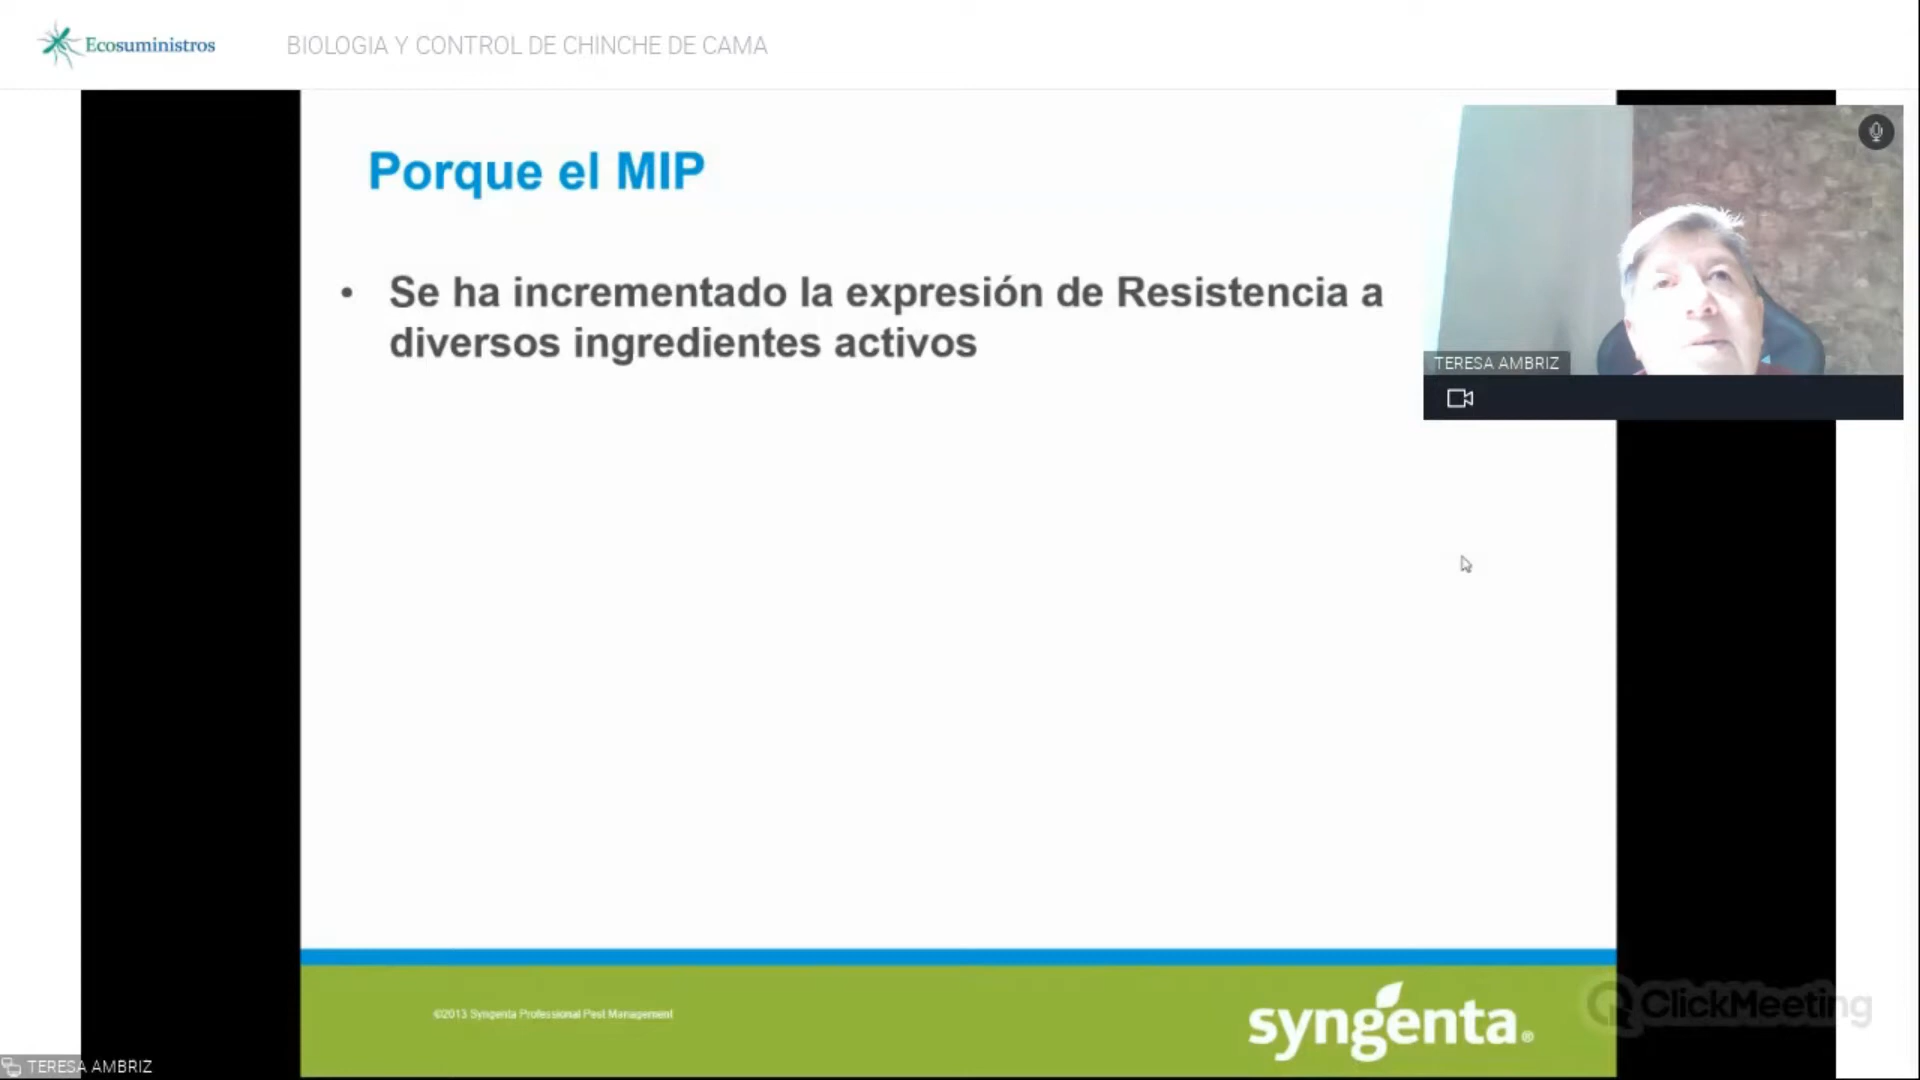 Ecosuministros
BIOLOGIA Y CONTROL DE CHINCHE DE CAMA
Porque el MIP
• Se ha incrementado la expresión de Resistencia a
diversos ingredientes activos
TERESA AMBRIZ
©2013 Syngenta Professional Pest Management
syngenta®
ClickMeeting
TERESA AMBRIZ